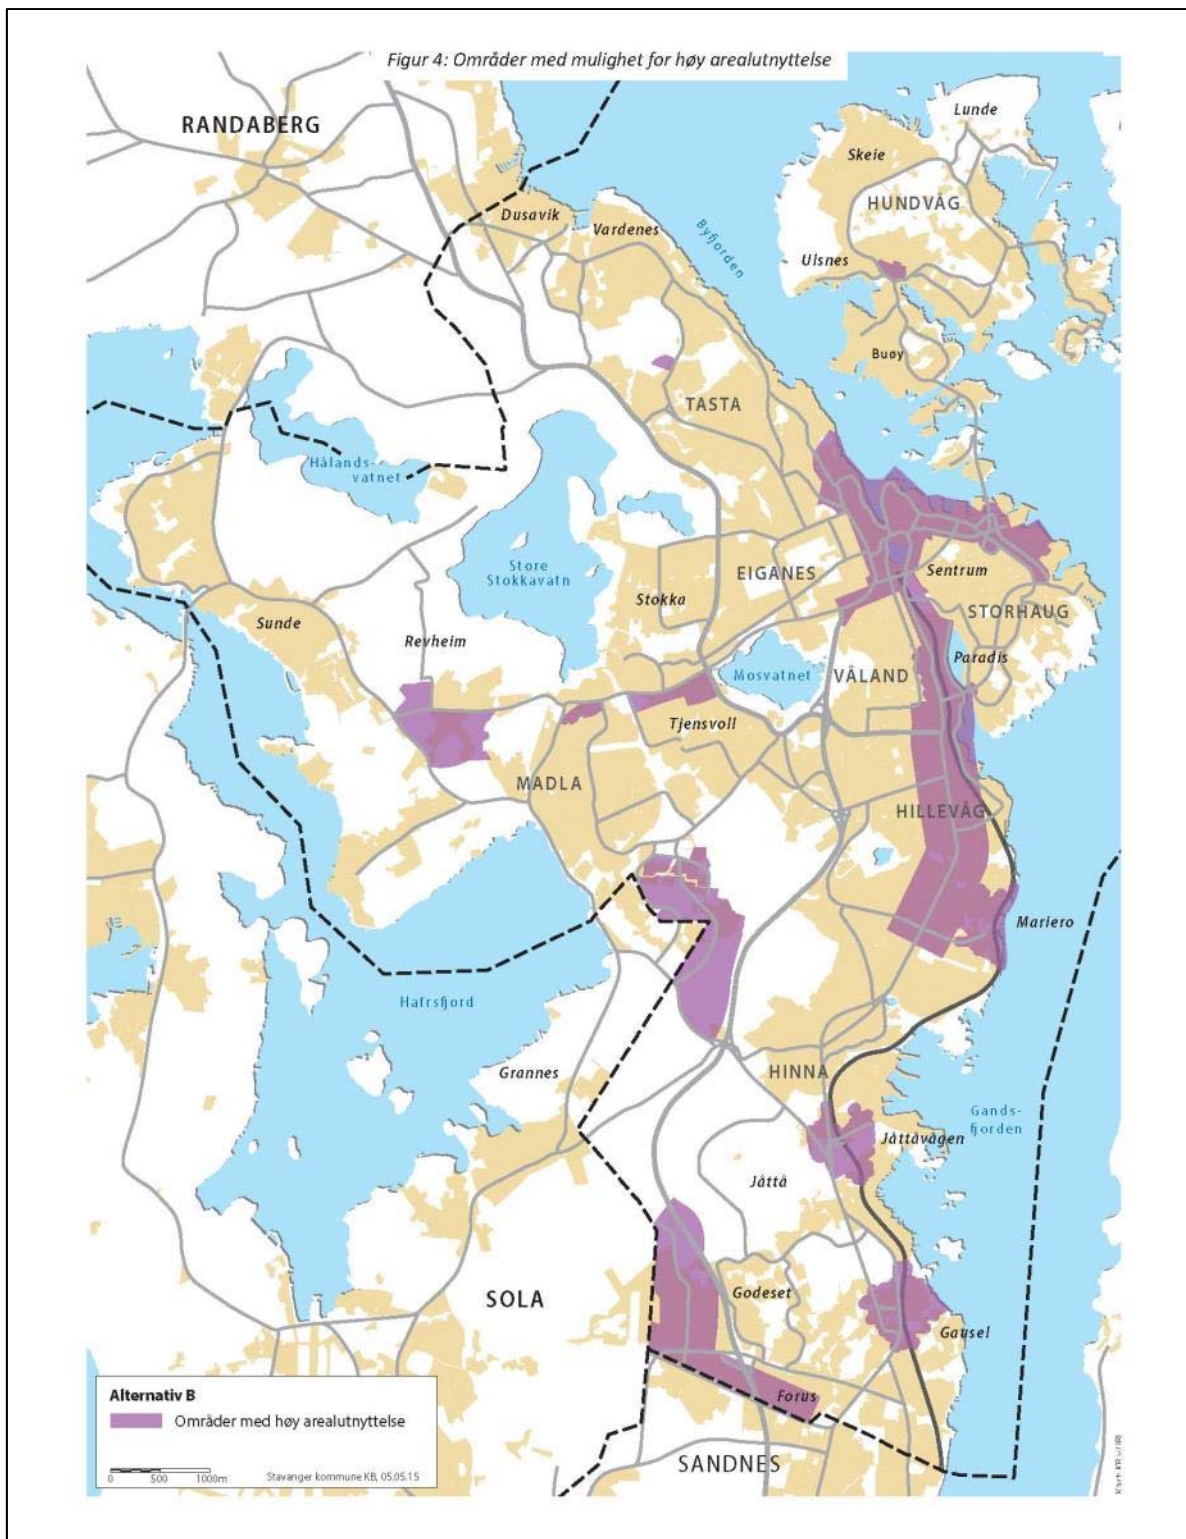 Figur 4: Områder med mulighet for høy arealutnyttelse
RANDABERG
Lunde
Skeie
HUNDVÅG
Dusavik
Vardenes
Byfjorden
Ulsnes
Buøy
TASTA
Hålands-
vatnet
Store
Stokkavatn
EIGANES
Sentrum
Stokka
STORHAUG
Sunde
Revheim
Paradis
Mosvatnet
VÅLAND
Tjensvoll
MADLA
HILLEVÅG
Mariero
Hafrsfjord
Grannes
HINNA
Gands-
fjorden
Jåttåvågen
Jåttå
SOLA
Godeset
Gausel
Forus
SANDNES
Alternativ B
Områder med høy arealutnyttelse
0 500 1000m
Stavanger kommune KB, 05.05.15